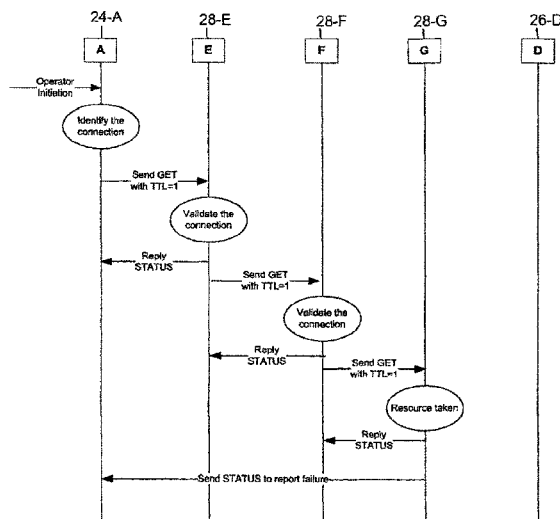 24-A 28-E 28-F 28-G 26-D
A E F G D
Operator
Initiation
Identify the
connection
Send GET
with TTL=1
Validate the
connection
Reply
STATUS
Send GET
with TTL=1
Validate the
connection
Reply
STATUS
Send GET
with TTL=1
Resource taken
Reply
STATUS
Send STATUS to report failure